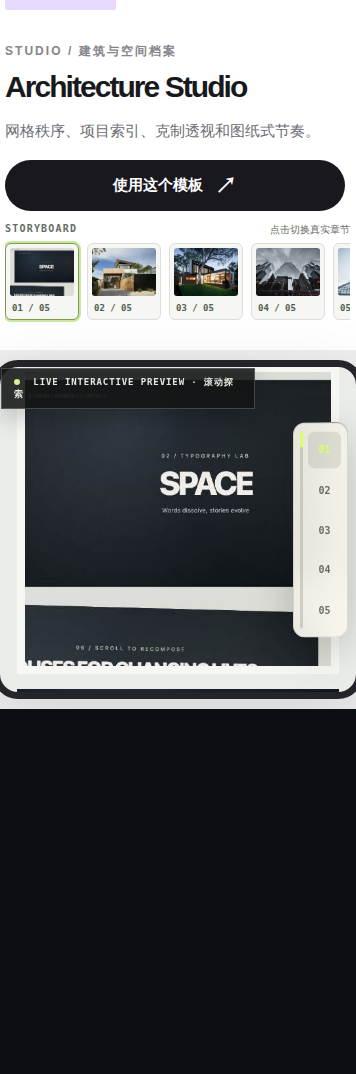 STUDIO / 建筑与空间档案
Architecture Studio
网格秩序、项目索引、克制透视和图纸式节奏。
使用这个模板 ↗
STORYBOARD
点击切换真实章节
SPACE
01 / 05
02 / 05
03 / 05
04 / 05
05
LIVE INTERACTIVE PREVIEW · 滚动探
索
02 / TYPOGRAPHY LAB
SPACE
Words dissolve, stories evolve
01
02
03
04
05
06 / SCROLL TO RECOMPOSE